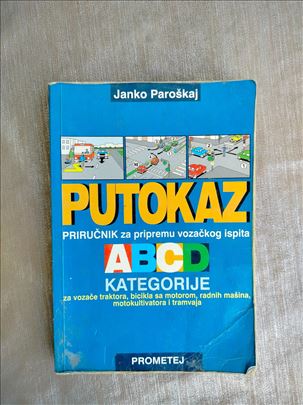 Janko Paroškaj
PUTOKAZ
PRIRUČNIK za pripremu vozačkog ispita
ABCD
KATEGORIJE
za vozače traktora, bicikla sa motorom, radnih mašina,
motokultivatora i tramvaja
PROMETEJ